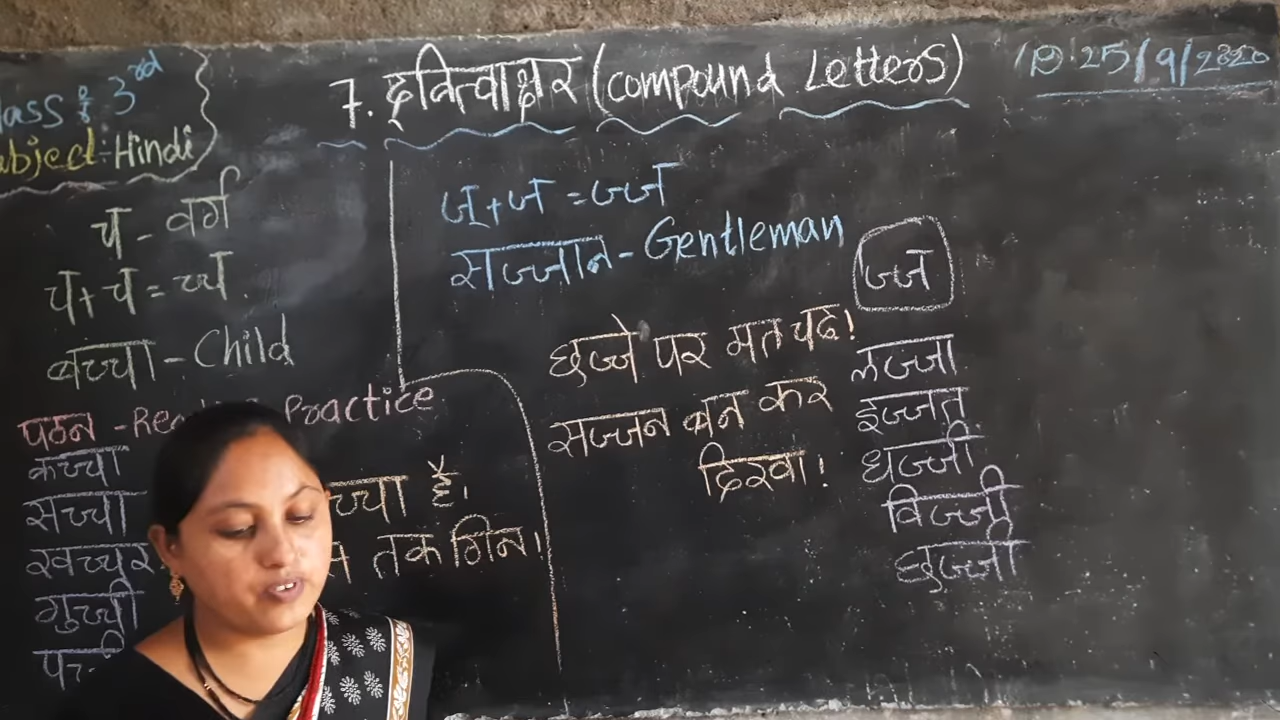 Class : 3rd
Subject : Hindi
7. द्वित्वाक्षर (Compound Letters)
D: 25/9/2020
च - वर्ग
च + च = च्च
बच्चा - Child
पठन - Practice
कच्चा
सच्चा
खच्चर
गुच्ची
च्चा है।
तक गिन।
ज् + ज = ज्ज
सज्जान - Gentleman
छज्जे पर मत चढ!
सज्जन बन कर
दिखा!
ज्ज
लज्जा
इज्जत
धज्जी
विज्जी
छज्जी